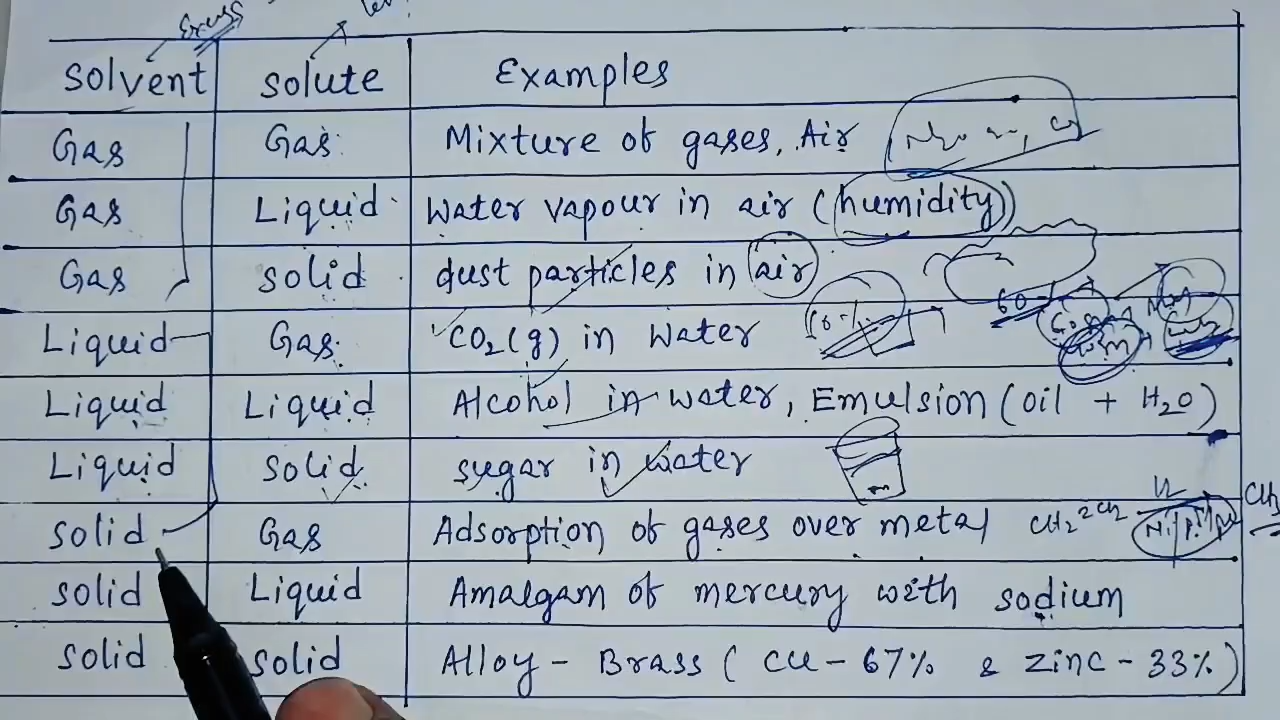 Excess
Solvent Solute Examples
Gas Gas Mixture of gases, Air
Gas Liquid Water vapour in air (humidity)
Gas Solid dust particles in air
Liquid Gas CO₂(g) in Water
Liquid Liquid Alcohol in water, Emulsion (oil + H₂O)
Liquid Solid sugar in water
Solid Gas Adsorption of gases over metal CH₂=CH₂
Solid Liquid Amalgam of mercury with sodium
Solid Solid Alloy - Brass (Cu - 67% & Zinc - 33%)